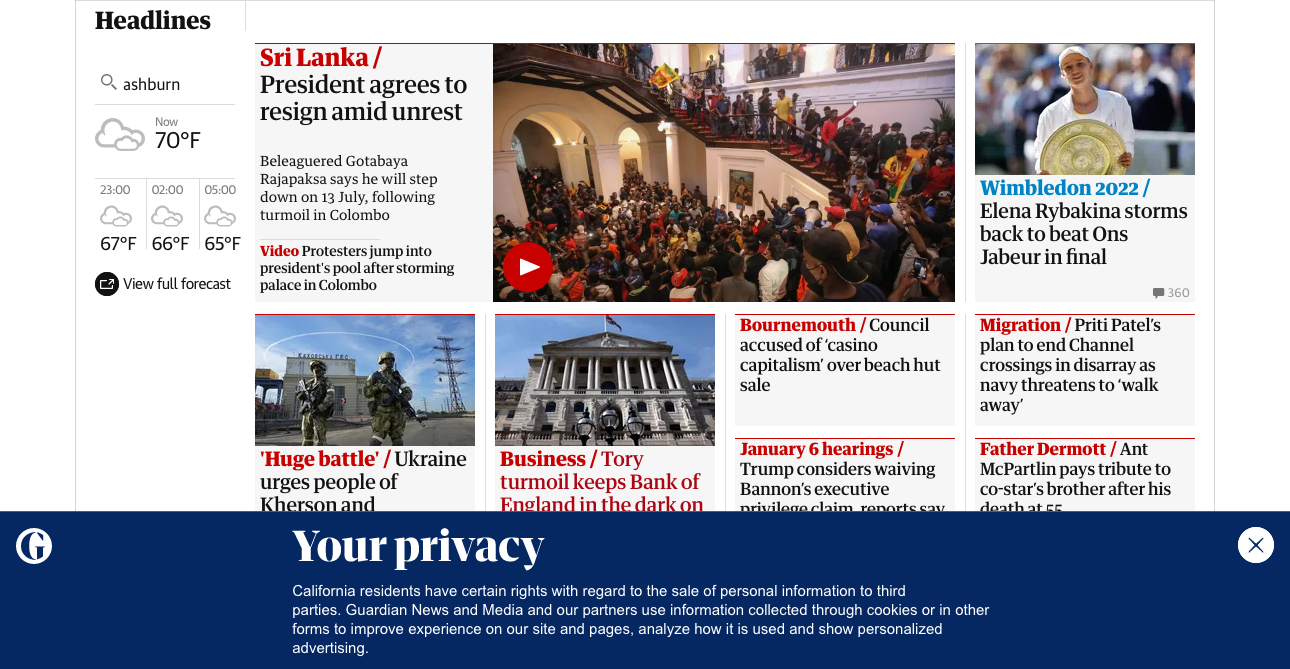 Headlines
ashburn
Now
70°F
23:00
02:00
05:00
67°F
66°F
65°F
View full forecast
Sri Lanka /
President agrees to
resign amid unrest
Beleaguered Gotabaya
Rajapaksa says he will step
down on 13 July, following
turmoil in Colombo
Video Protesters jump into
president's pool after storming
palace in Colombo
Wimbledon 2022 /
Elena Rybakina storms
back to beat Ons
Jabeur in final
360
КАХОВСЬКА ГЕС
'Huge battle' / Ukraine
urges people of
Kherson and
Business / Tory
turmoil keeps Bank of
England in the dark on
Bournemouth / Council
accused of ‘casino
capitalism’ over beach hut
sale
Migration / Priti Patel’s
plan to end Channel
crossings in disarray as
navy threatens to ‘walk
away’
January 6 hearings /
Trump considers waiving
Bannon’s executive
privilege claim, reports say
Father Dermott / Ant
McPartlin pays tribute to
co-star’s brother after his
death at 55
G
Your privacy
California residents have certain rights with regard to the sale of personal information to third
parties. Guardian News and Media and our partners use information collected through cookies or in other
forms to improve experience on our site and pages, analyze how it is used and show personalized
advertising.